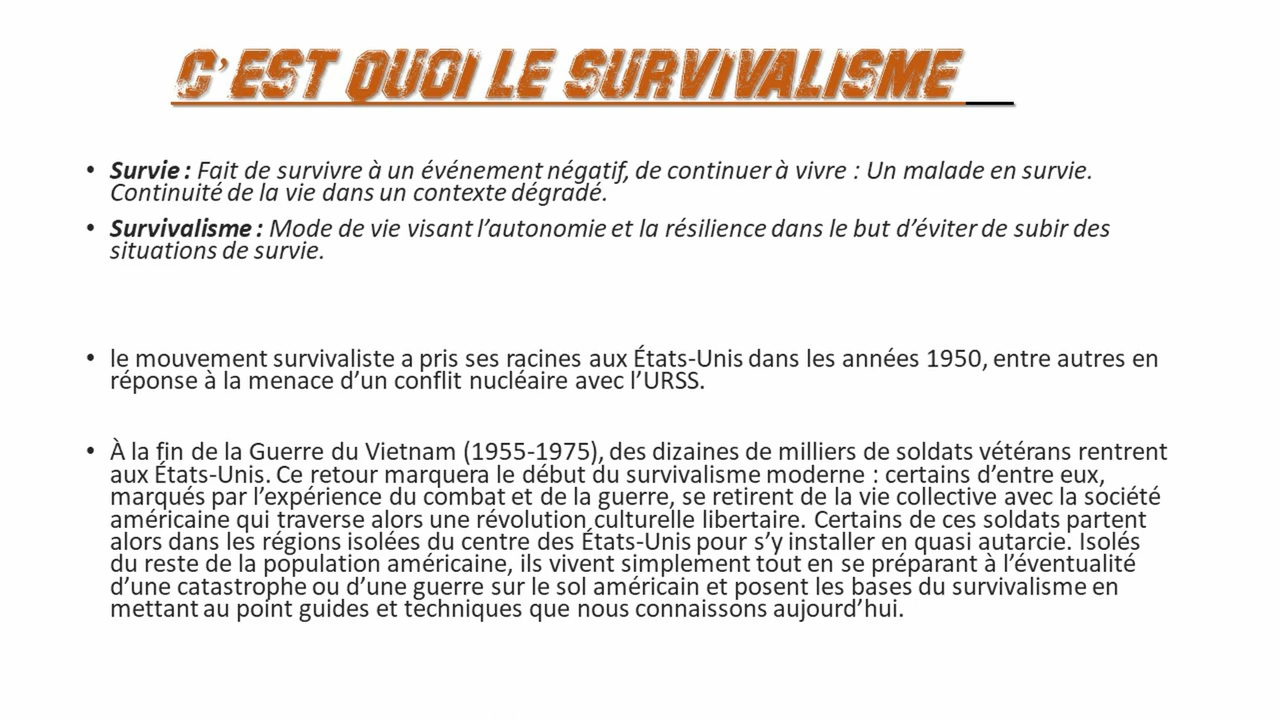 C'EST QUOI LE SURVIVALISME
• Survie : Fait de survivre à un événement négatif, de continuer à vivre : Un malade en survie.
Continuité de la vie dans un contexte dégradé.
• Survivalisme : Mode de vie visant l'autonomie et la résilience dans le but d'éviter de subir des
situations de survie.
• le mouvement survivaliste a pris ses racines aux États-Unis dans les années 1950, entre autres en
réponse à la menace d'un conflit nucléaire avec l'URSS.
• À la fin de la Guerre du Vietnam (1955-1975), des dizaines de milliers de soldats vétérans rentrent
aux États-Unis. Ce retour marquera le début du survivalisme moderne : certains d'entre eux,
marqués par l'expérience du combat et de la guerre, se retirent de la vie collective avec la société
américaine qui traverse alors une révolution culturelle libertaire. Certains de ces soldats partent
alors dans les régions isolées du centre des États-Unis pour s'y installer en quasi autarcie. Isolés
du reste de la population américaine, ils vivent simplement tout en se préparant à l'éventualité
d'une catastrophe ou d'une guerre sur le sol américain et posent les bases du survivalisme en
mettant au point guides et techniques que nous connaissons aujourd'hui.